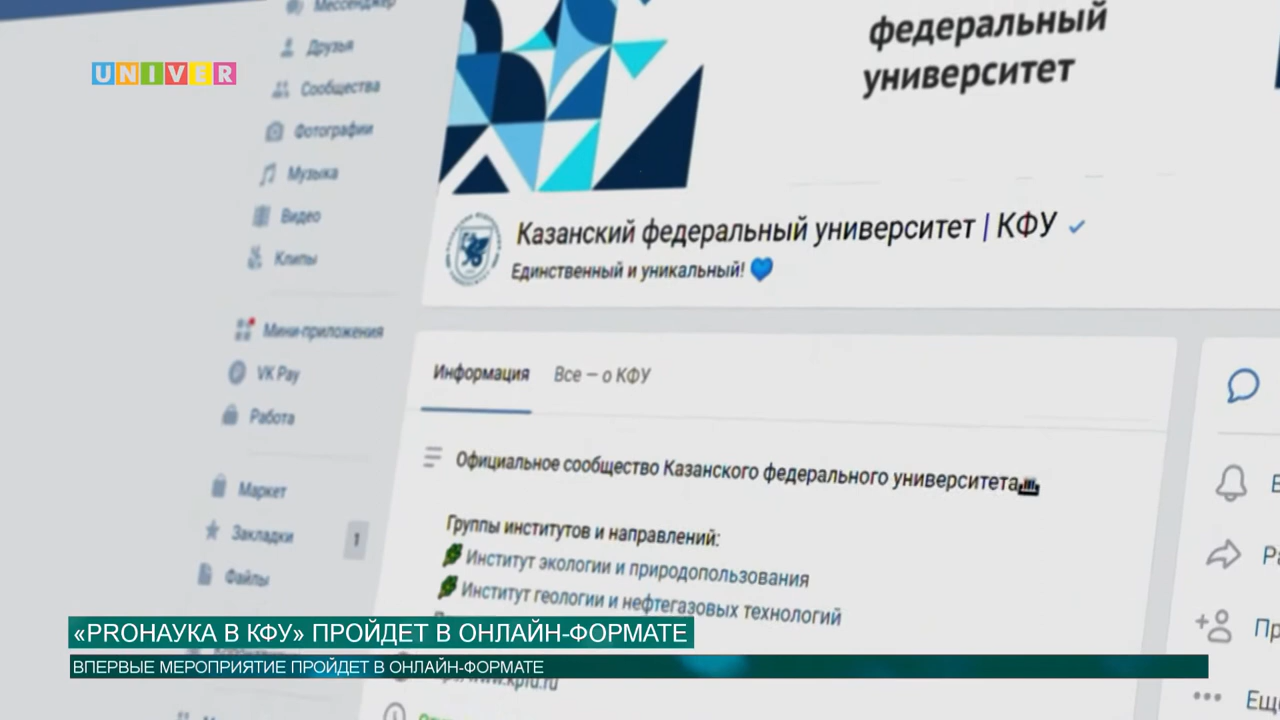 Мессенджер
Друзья
Сообщества
Фотографии
Музыка
Видео
Клипы
Мини-приложения
VK Pay
Работа
Маркет
Закладки
1
Файлы
UNIVER
федеральный
университет
Казанский федеральный университет | КФУ
Единственный и уникальный! 💙
Информация Все — о КФУ
Официальное сообщество Казанского федерального университета
Группы институтов и направлений:
Институт экологии и природопользования
Институт геологии и нефтегазовых технологий
Ещё
«PROНАУКА В КФУ» ПРОЙДЕТ В ОНЛАЙН-ФОРМАТЕ
ВПЕРВЫЕ МЕРОПРИЯТИЕ ПРОЙДЕТ В ОНЛАЙН-ФОРМАТЕ